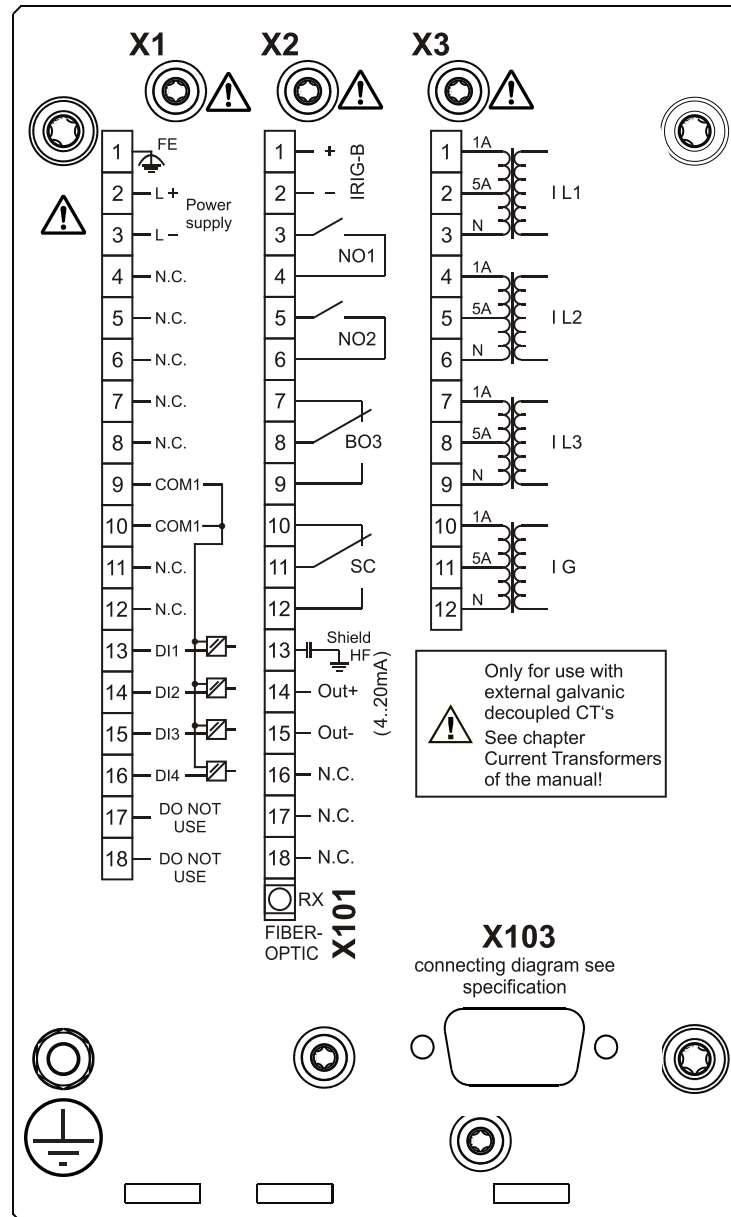 X1
1 FE
2 L+
Power
supply
3 L–
4 N.C.
5 N.C.
6 N.C.
7 N.C.
8 N.C.
9 COM1
10 COM1
11 N.C.
12 N.C.
13 DI1
14 DI2
15 DI3
16 DI4
17 DO NOT
USE
18 DO NOT
USE
X2
1 +
2 –
IRIG-B
3
NO1
4
5
NO2
6
7
8 BO3
9
10
11 SC
12
13 Shield
HF
14 Out+
15 Out-
(4..20mA)
16 N.C.
17 N.C.
18 N.C.
RX
FIBER-
OPTIC
X101
X3
1 1A
2 5A I L1
3 N
4 1A
5 5A I L2
6 N
7 1A
8 5A I L3
9 N
10 1A
11 5A I G
12 N
Only for use with
external galvanic
decoupled CT‘s
See chapter
Current Transformers
of the manual!
X103
connecting diagram see
specification